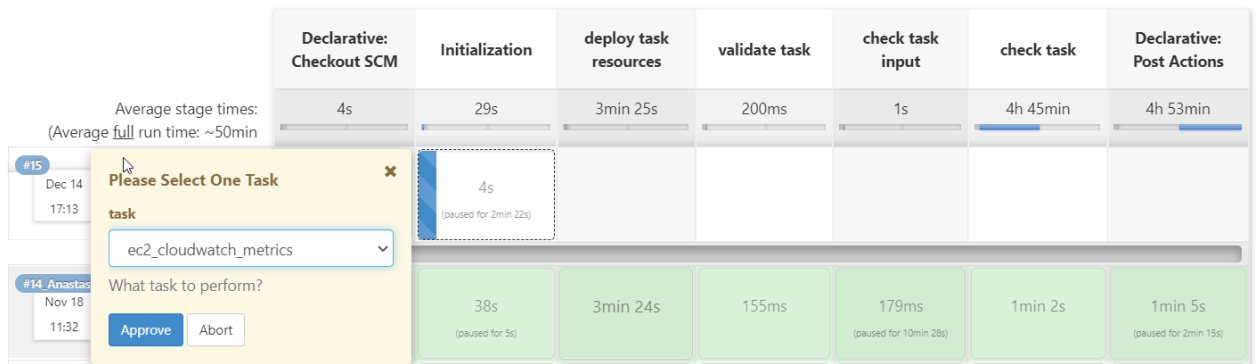 Declarative:
Checkout SCM
Initialization
deploy task
resources
validate task
check task
input
check task
Declarative:
Post Actions
Average stage times:
4s
29s
3min 25s
200ms
1s
4h 45min
4h 53min
(Average full run time: ~50min
#15
Dec 14
17:13
Please Select One Task
✖
task
ec2_cloudwatch_metrics
What task to perform?
Approve
Abort
4s
(paused for 2min 22s)
#14_Anastas
Nov 18
11:32
38s
(paused for 5s)
3min 24s
155ms
179ms
(paused for 10min 28s)
1min 2s
1min 5s
(paused for 2min 15s)